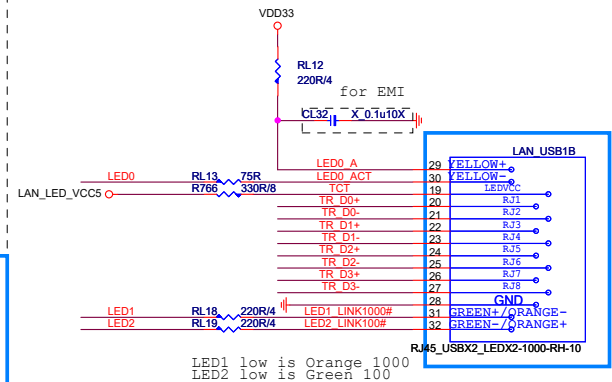 VDD33
RL12
220R/4
for EMI
CL32 X_0.1u10X
LAN_USB1B
LED0_A 29 YELLOW+
LED0 RL13 75R LED0_ACT 30 YELLOW-
LAN_LED_VCC5 R766 330R/8 TCT 19 LEDVCC
TR_D0+ 20 RJ1
TR_D0- 21 RJ2
TR_D1+ 22 RJ3
TR_D1- 23 RJ4
TR_D2+ 24 RJ5
TR_D2- 25 RJ6
TR_D3+ 26 RJ7
TR_D3- 27 RJ8
28 GND
LED1 RL18 220R/4 LED1_LINK1000# 31 GREEN+/ORANGE-
LED2 RL19 220R/4 LED2_LINK100# 32 GREEN-/ORANGE+
RJ45_USBX2_LEDX2-1000-RH-10
LED1 low is Orange 1000
LED2 low is Green 100